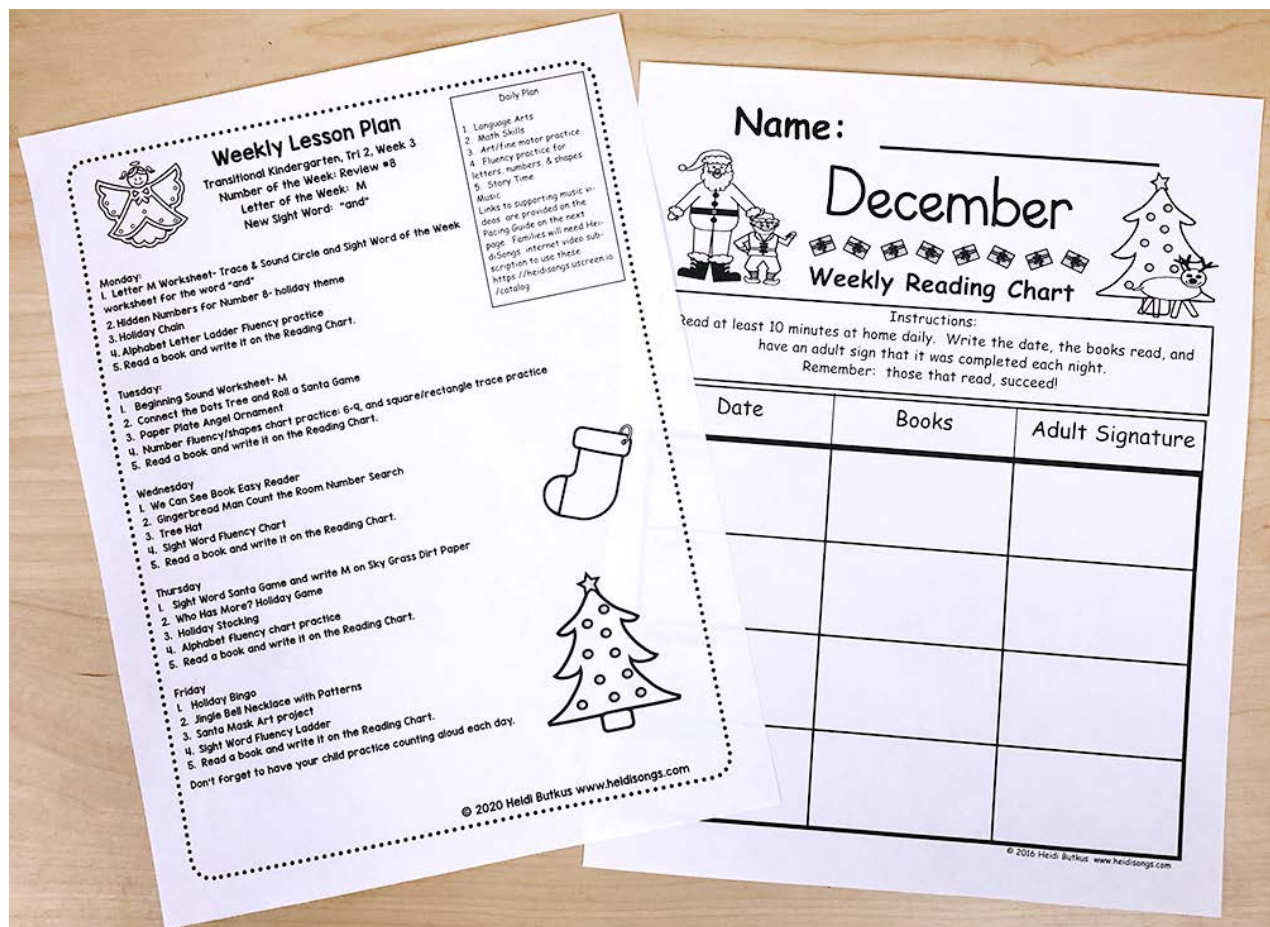 Weekly Lesson Plan
Transitional Kindergarten, Tri 2, Week 3
Number of the Week: Review #8
Letter of the Week: M
New Sight Word: "and"
Daily Plan
1. Language Arts
2. Math Skills
3. Art/fine motor practice
4. Fluency practice for
letters, numbers, & shapes
5. Story Time
Music
Links to supporting music vi-
deos are provided on the
Pacing Guide on the next
page. Families will need Hei-
diSongs internet video sub-
scription to use these
https://heidisongs.uscreen.io
/catalog
Monday:
1. Letter M Worksheet- Trace & Sound Circle and Sight Word of the Week
worksheet for the word "and"
2. Hidden Numbers for Number 8- holiday theme
3. Holiday Chain
4. Alphabet Letter Ladder Fluency practice
5. Read a book and write it on the Reading Chart.
Tuesday:
1. Beginning Sound Worksheet- M
2. Connect the Dots Tree and Roll a Santa Game
3. Paper Plate Angel Ornament
4. Number fluency/shapes chart practice: 6-9, and square/rectangle trace practice
5. Read a book and write it on the Reading Chart.
Wednesday
1. We Can See Book Easy Reader
2. Gingerbread Man Count the Room Number Search
3. Tree Hat
4. Sight Word Fluency Chart
5. Read a book and write it on the Reading Chart.
Thursday
1. Sight Word Santa Game and write M on Sky Grass Dirt Paper
2. Who Has More? Holiday Game
3. Holiday Stocking
4. Alphabet fluency chart practice
5. Read a book and write it on the Reading Chart.
Friday
1. Holiday Bingo
2. Jingle Bell Necklace with Patterns
3. Santa Mask Art project
4. Sight Word Fluency Ladder
5. Read a book and write it on the Reading Chart.
Don't forget to have your child practice counting aloud each day.
© 2020 Heidi Butkus www.heidisongs.com
Name:
December
Weekly Reading Chart
Instructions:
Read at least 10 minutes at home daily. Write the date, the books read, and
have an adult sign that it was completed each night.
Remember: those that read, succeed!
Date
Books
Adult Signature
© 2016 Heidi Butkus www.heidisongs.com